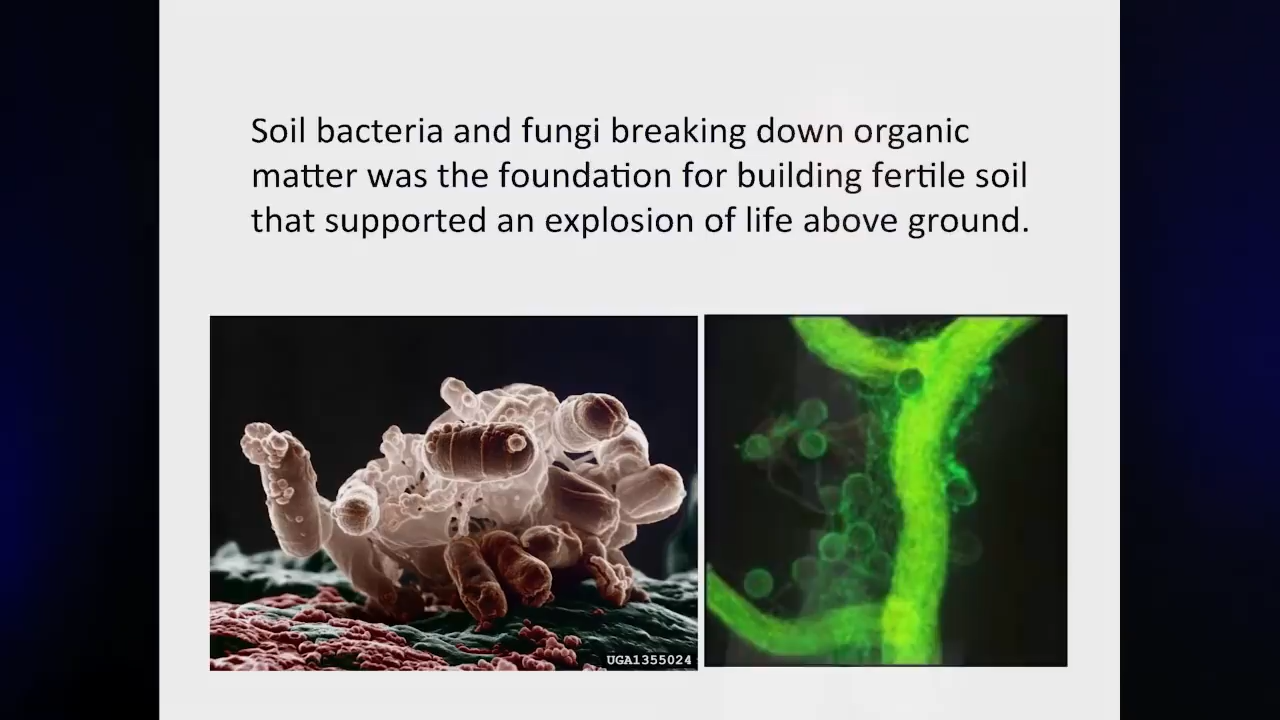 Soil bacteria and fungi breaking down organic
matter was the foundation for building fertile soil
that supported an explosion of life above ground.
UGA1355024